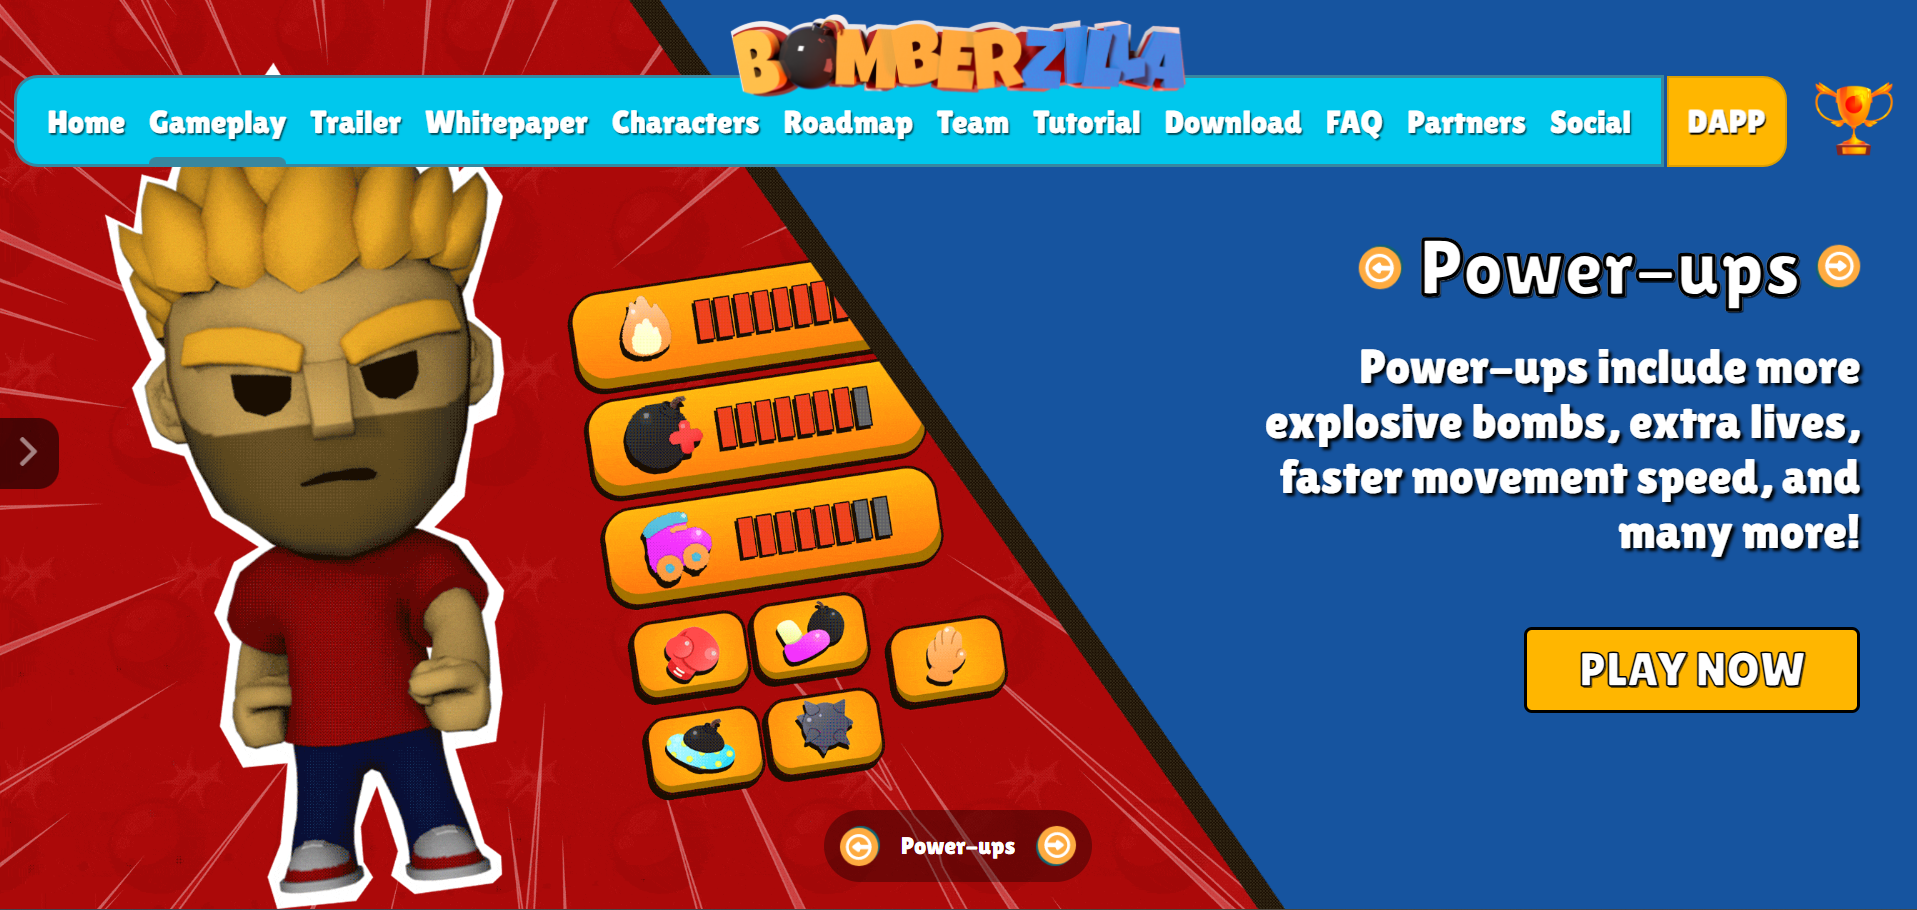 BOMBERZILLA
Home Gameplay Trailer Whitepaper Characters Roadmap Team Tutorial Download FAQ Partners Social DAPP
Power-ups
Power-ups include more
explosive bombs, extra lives,
faster movement speed, and
many more!
PLAY NOW
Power-ups